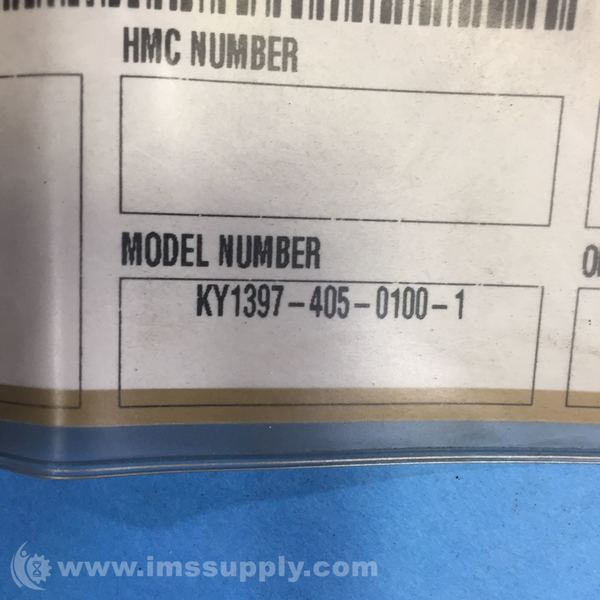 HMC NUMBER
MODEL NUMBER
KY1397-405-0100-1
www.imssupply.com